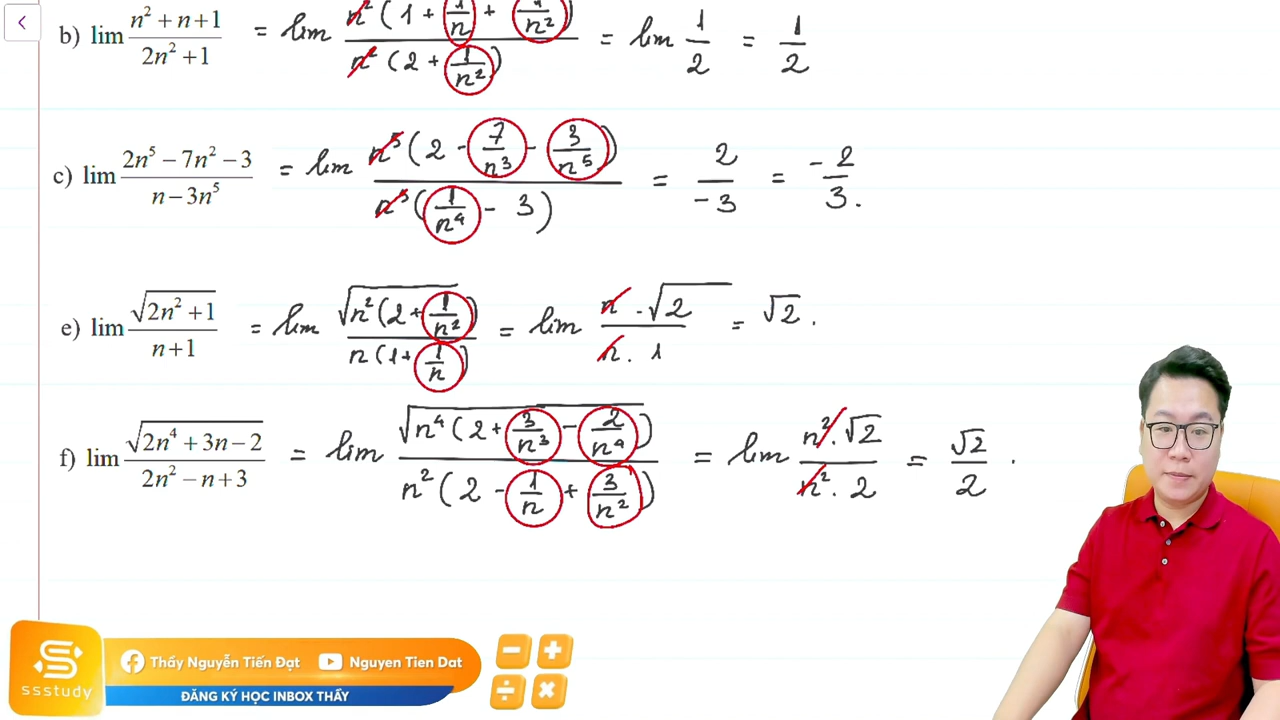 b) lim (n² + n + 1)/(2n² + 1) = lim n²(1 + 1/n + 1/n²)/n²(2 + 1/n²) = lim 1/2 = 1/2
c) lim (2n⁵ − 7n² − 3)/(n − 3n⁵) = lim n⁵(2 - 7/n³ - 3/n⁵)/n⁵(1/n⁴ - 3) = 2/-3 = -2/3.
e) lim √(2n² + 1)/(n + 1) = lim √(n²(2 + 1/n²))/n(1 + 1/n) = lim n · √2/n · 1 = √2.
f) lim √(2n⁴ + 3n − 2)/(2n² − n + 3) = lim √(n⁴(2 + 3/n³ - 2/n⁴))/n²(2 - 1/n + 3/n²) = lim n² · √2/n² · 2 = √2/2.
ssstudy
Thầy Nguyễn Tiến Đạt Nguyen Tien Dat
ĐĂNG KÝ HỌC INBOX THẦY